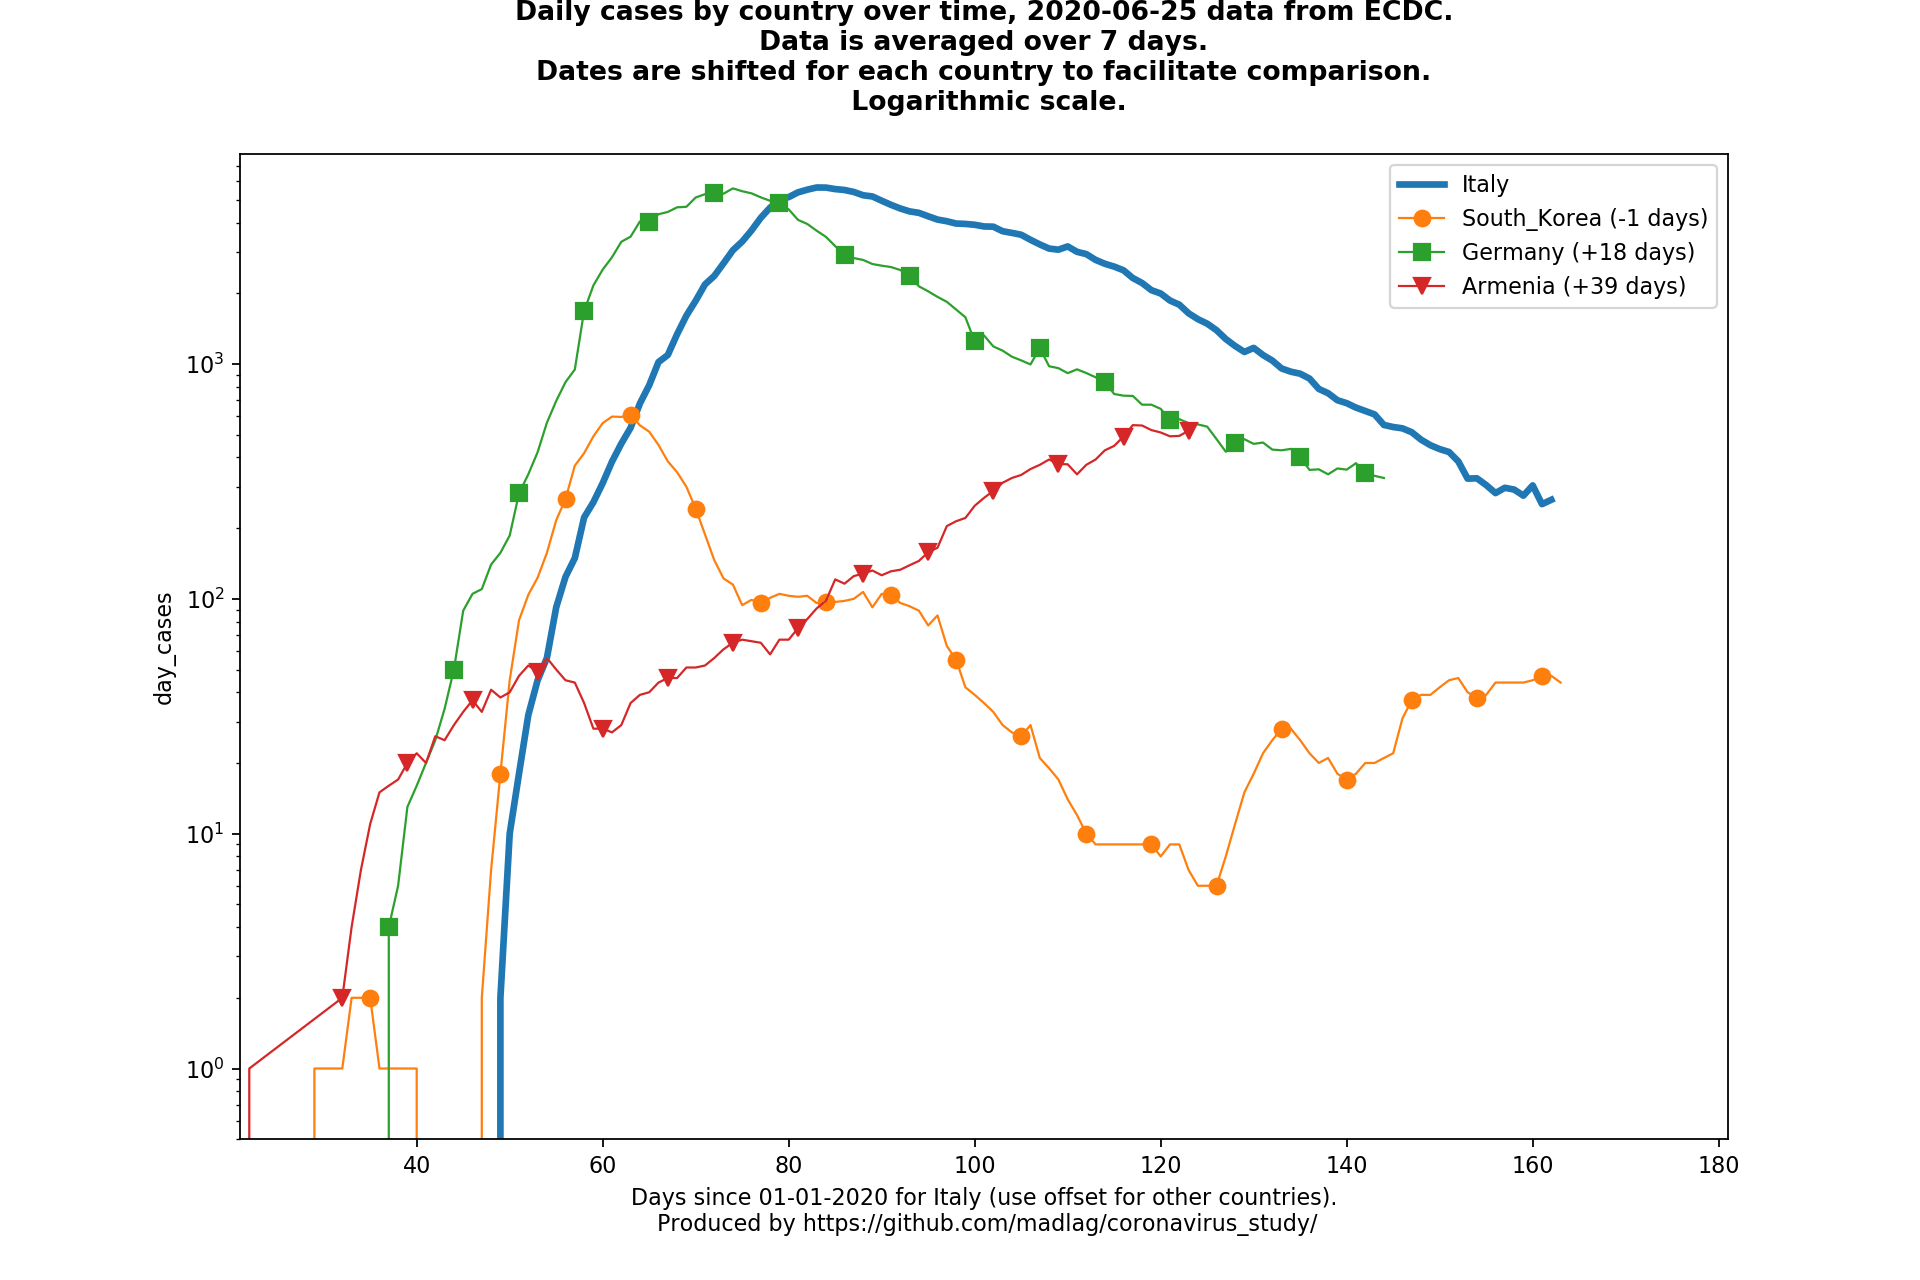 Daily cases by country over time, 2020-06-25 data from ECDC.
Data is averaged over 7 days.
Dates are shifted for each country to facilitate comparison.
Logarithmic scale.
Italy
South_Korea (-1 days)
Germany (+18 days)
Armenia (+39 days)
day_cases
10³
10²
10¹
10⁰
40 60 80 100 120 140 160 180
Days since 01-01-2020 for Italy (use offset for other countries).
Produced by https://github.com/madlag/coronavirus_study/